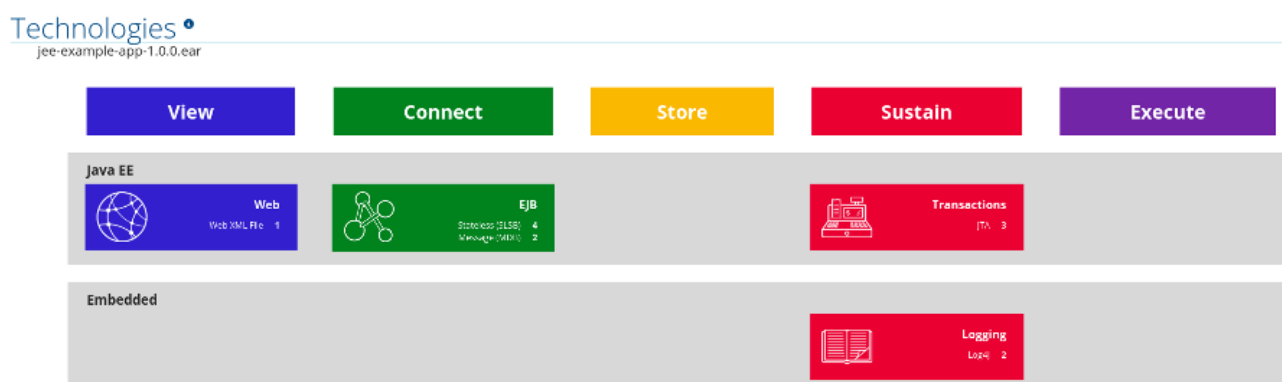 Technologies
jee-example-app-1.0.0.ear
View Connect Store Sustain Execute
Java EE
Web
Web XML File 1
EJB
Stateless (SLSB) 4
Message (MDB) 2
Transactions
JTA 3
Embedded
Logging
Log4J 2